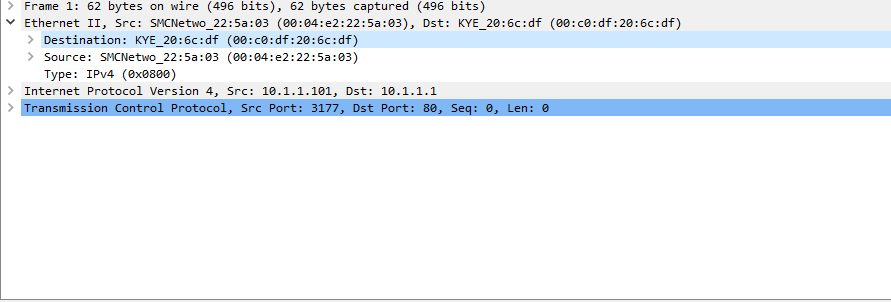 Frame 1: 62 bytes on wire (496 bits), 62 bytes captured (496 bits)
Ethernet II, Src: SMCNetwo_22:5a:03 (00:04:e2:22:5a:03), Dst: KYE_20:6c:df (00:c0:df:20:6c:df)
Destination: KYE_20:6c:df (00:c0:df:20:6c:df)
Source: SMCNetwo_22:5a:03 (00:04:e2:22:5a:03)
Type: IPv4 (0x0800)
Internet Protocol Version 4, Src: 10.1.1.101, Dst: 10.1.1.1
Transmission Control Protocol, Src Port: 3177, Dst Port: 80, Seq: 0, Len: 0